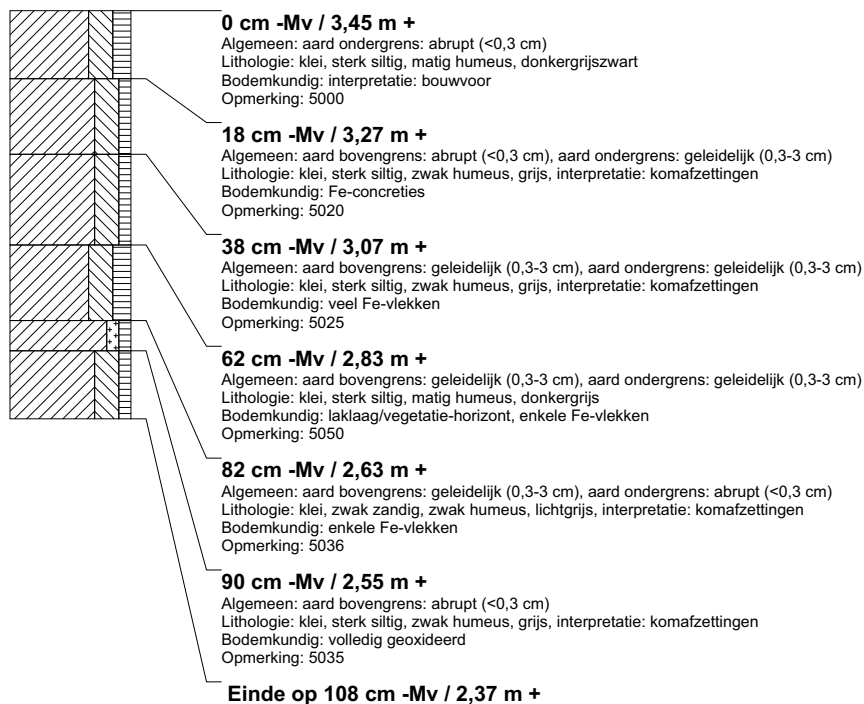 0 cm -Mv / 3,45 m +
Algemeen: aard ondergrens: abrupt (<0,3 cm)
Lithologie: klei, sterk siltig, matig humeus, donkergrijszwart
Bodemkundig: interpretatie: bouwvoor
Opmerking: 5000
18 cm -Mv / 3,27 m +
Algemeen: aard bovengrens: abrupt (<0,3 cm), aard ondergrens: geleidelijk (0,3-3 cm)
Lithologie: klei, sterk siltig, zwak humeus, grijs, interpretatie: komafzettingen
Bodemkundig: Fe-concreties
Opmerking: 5020
38 cm -Mv / 3,07 m +
Algemeen: aard bovengrens: geleidelijk (0,3-3 cm), aard ondergrens: geleidelijk (0,3-3 cm)
Lithologie: klei, sterk siltig, zwak humeus, grijs, interpretatie: komafzettingen
Bodemkundig: veel Fe-vlekken
Opmerking: 5025
62 cm -Mv / 2,83 m +
Algemeen: aard bovengrens: geleidelijk (0,3-3 cm), aard ondergrens: geleidelijk (0,3-3 cm)
Lithologie: klei, sterk siltig, matig humeus, donkergrijs
Bodemkundig: laklaag/vegetatie-horizont, enkele Fe-vlekken
Opmerking: 5050
82 cm -Mv / 2,63 m +
Algemeen: aard bovengrens: geleidelijk (0,3-3 cm), aard ondergrens: abrupt (<0,3 cm)
Lithologie: klei, zwak zandig, zwak humeus, lichtgrijs, interpretatie: komafzettingen
Bodemkundig: enkele Fe-vlekken
Opmerking: 5036
90 cm -Mv / 2,55 m +
Algemeen: aard bovengrens: abrupt (<0,3 cm)
Lithologie: klei, sterk siltig, zwak humeus, grijs, interpretatie: komafzettingen
Bodemkundig: volledig geoxideerd
Opmerking: 5035
Einde op 108 cm -Mv / 2,37 m +